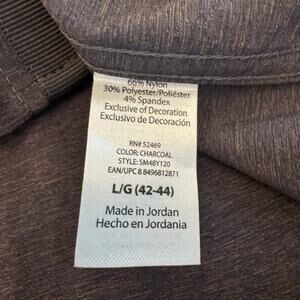 66% Nylon
30% Polyester/Poliéster
4% Spandex
Exclusive of Decoration
Exclusivo de Decoración
RN# 52469
COLOR: CHARCOAL
STYLE: SM48Y120
EAN/UPC 8 8496812871
L/G (42-44)
Made in Jordan
Hecho en Jordania